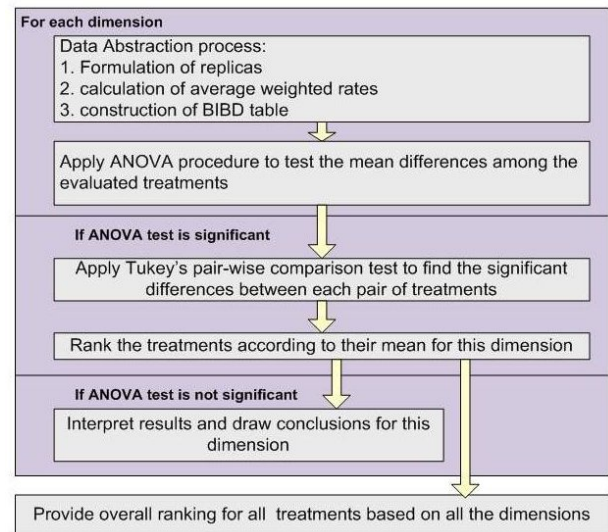 For each dimension
Data Abstraction process:
1. Formulation of replicas
2. calculation of average weighted rates
3. construction of BIBD table
Apply ANOVA procedure to test the mean differences among the
evaluated treatments
If ANOVA test is significant
Apply Tukey's pair-wise comparison test to find the significant
differences between each pair of treatments
Rank the treatments according to their mean for this dimension
If ANOVA test is not significant
Interpret results and draw conclusions for this
dimension
Provide overall ranking for all treatments based on all the dimensions